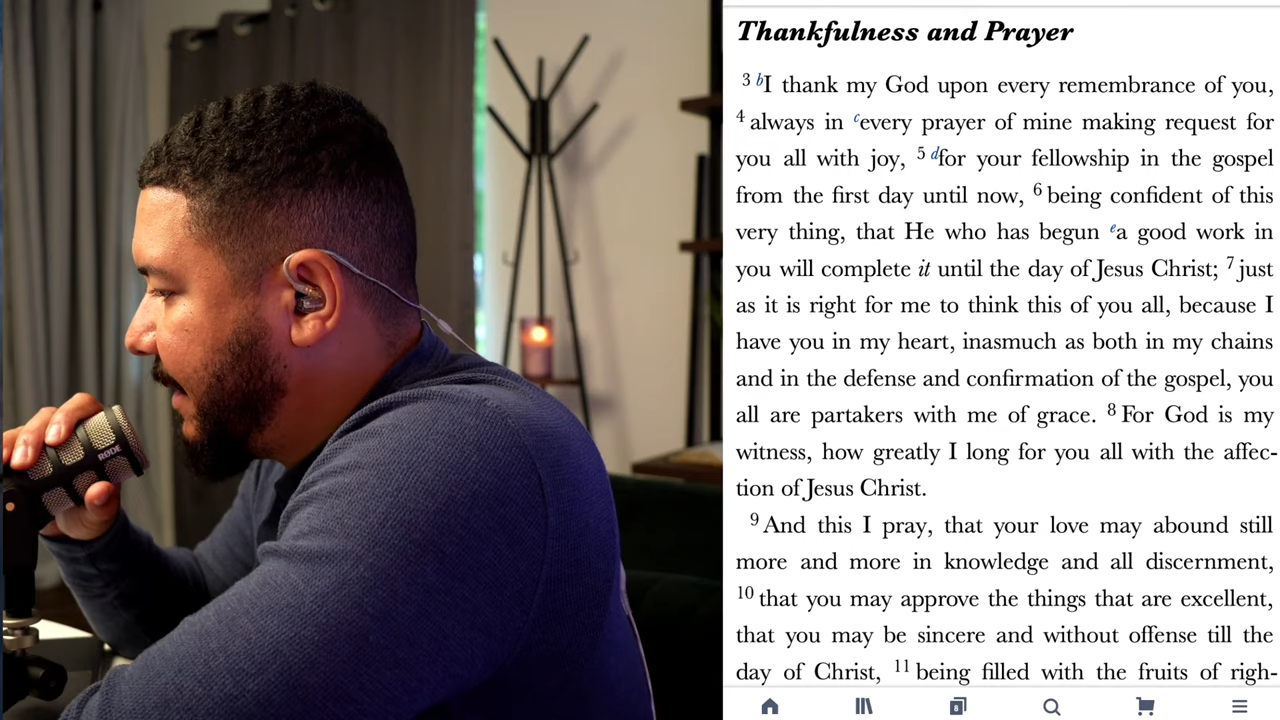 RØDE
Thankfulness and Prayer
3 bI thank my God upon every remembrance of you,
4 always in cevery prayer of mine making request for
you all with joy, 5 dfor your fellowship in the gospel
from the first day until now, 6 being confident of this
very thing, that He who has begun ea good work in
you will complete it until the day of Jesus Christ; 7 just
as it is right for me to think this of you all, because I
have you in my heart, inasmuch as both in my chains
and in the defense and confirmation of the gospel, you
all are partakers with me of grace. 8 For God is my
witness, how greatly I long for you all with the affec-
tion of Jesus Christ.
9 And this I pray, that your love may abound still
more and more in knowledge and all discernment,
10 that you may approve the things that are excellent,
that you may be sincere and without offense till the
day of Christ, 11 being filled with the fruits of righ-
8